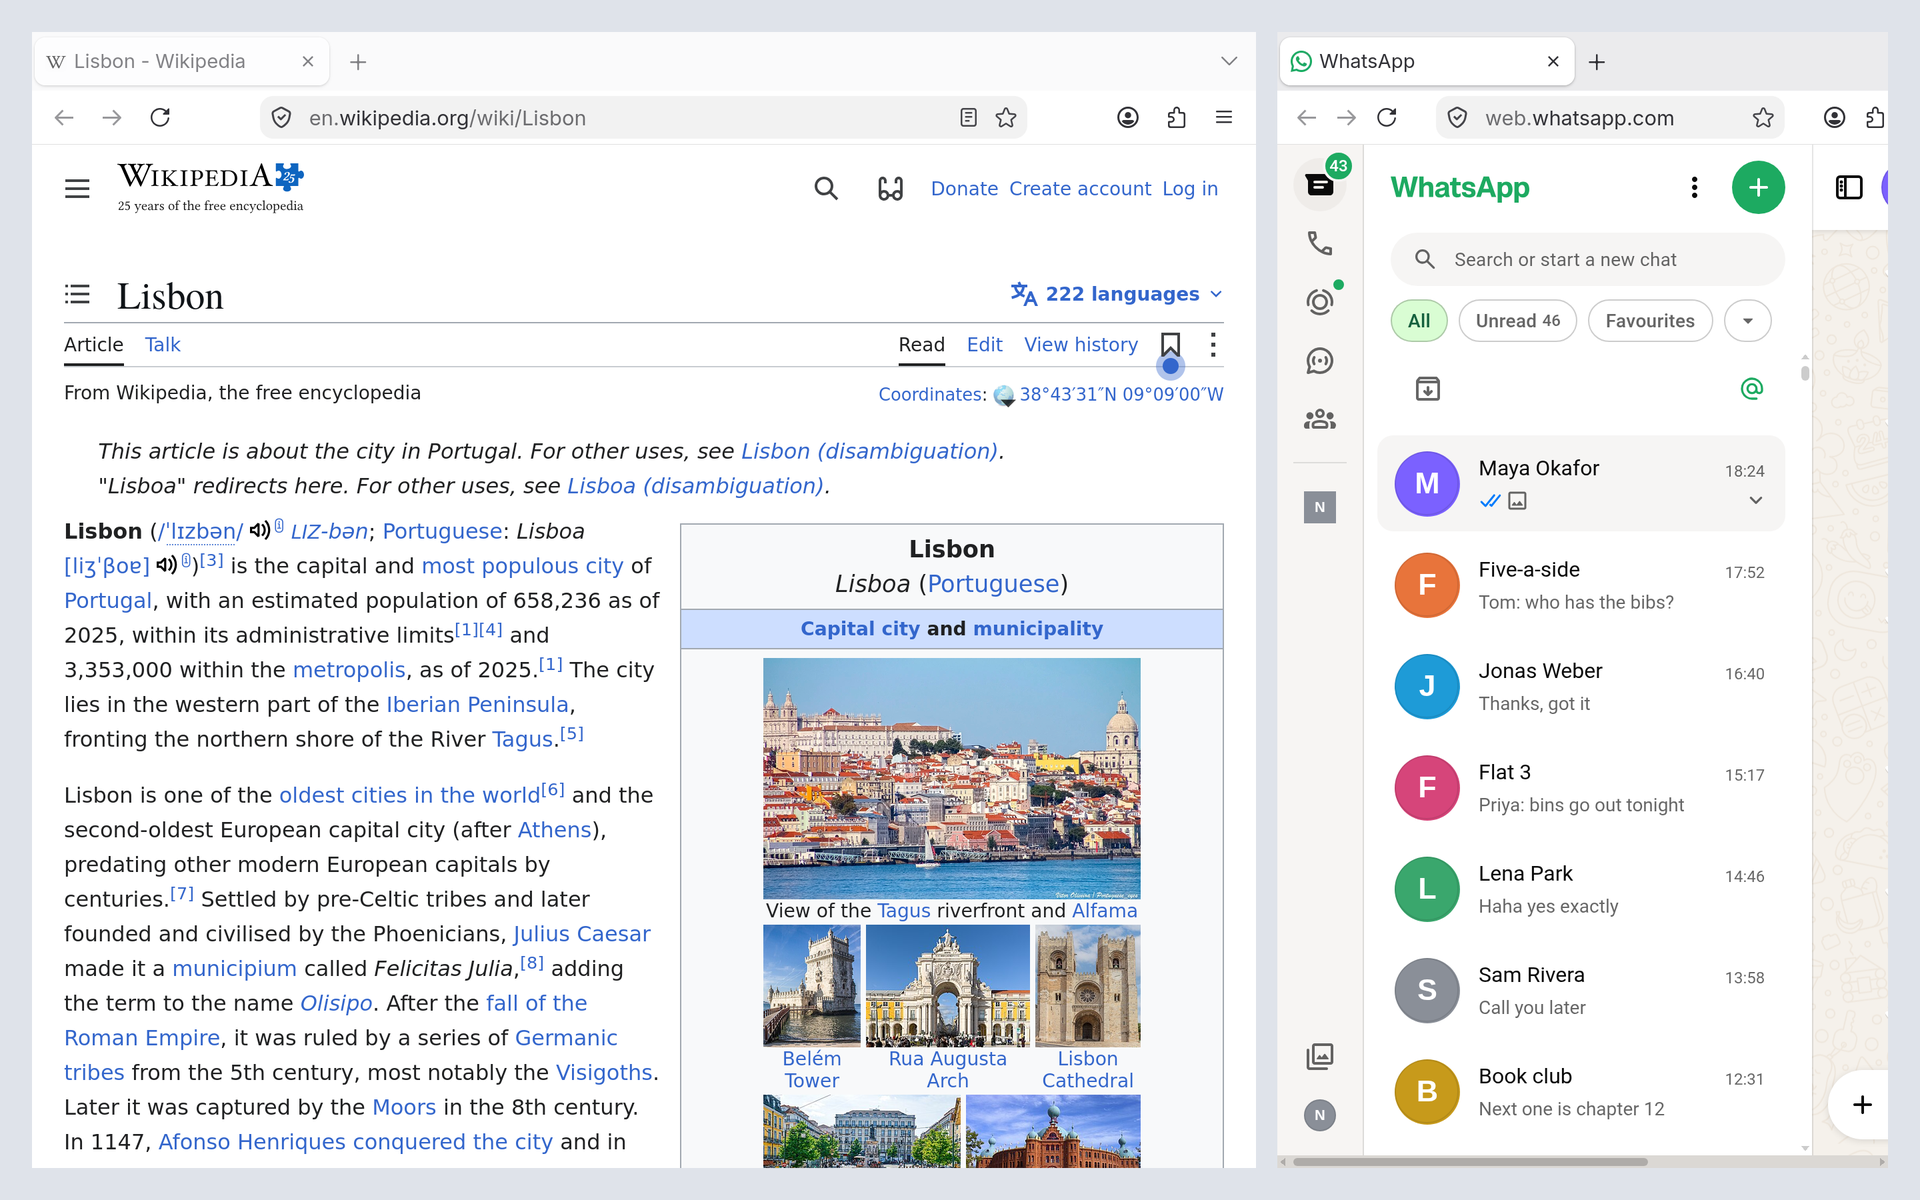 Lisbon - Wikipedia
en.wikipedia.org/wiki/Lisbon
WIKIPEDIA 25
25 years of the free encyclopedia
Donate Create account Log in
Lisbon
222 languages
Article Talk
Read Edit View history
From Wikipedia, the free encyclopedia
Coordinates: 38°43′31″N 09°09′00″W
This article is about the city in Portugal. For other uses, see Lisbon (disambiguation).
"Lisboa" redirects here. For other uses, see Lisboa (disambiguation).
Lisbon (/ˈlɪzbən/ ⓘ LIZ-bən; Portuguese: Lisboa
[liʒˈβoɐ] ⓘ)[3] is the capital and most populous city of
Portugal, with an estimated population of 658,236 as of
2025, within its administrative limits[1][4] and
3,353,000 within the metropolis, as of 2025.[1] The city
lies in the western part of the Iberian Peninsula,
fronting the northern shore of the River Tagus.[5]
Lisbon is one of the oldest cities in the world[6] and the
second-oldest European capital city (after Athens),
predating other modern European capitals by
centuries.[7] Settled by pre-Celtic tribes and later
founded and civilised by the Phoenicians, Julius Caesar
made it a municipium called Felicitas Julia,[8] adding
the term to the name Olisipo. After the fall of the
Roman Empire, it was ruled by a series of Germanic
tribes from the 5th century, most notably the Visigoths.
Later it was captured by the Moors in the 8th century.
In 1147, Afonso Henriques conquered the city and in
Lisbon
Lisboa (Portuguese)
Capital city and municipality
View of the Tagus riverfront and Alfama
Belém
Tower
Rua Augusta
Arch
Lisbon
Cathedral
WhatsApp
web.whatsapp.com
43
N
N
WhatsApp
Search or start a new chat
All
Unread 46
Favourites
M
Maya Okafor
18:24
F
Five-a-side
17:52
Tom: who has the bibs?
J
Jonas Weber
16:40
Thanks, got it
F
Flat 3
15:17
Priya: bins go out tonight
L
Lena Park
14:46
Haha yes exactly
S
Sam Rivera
13:58
Call you later
B
Book club
12:31
Next one is chapter 12